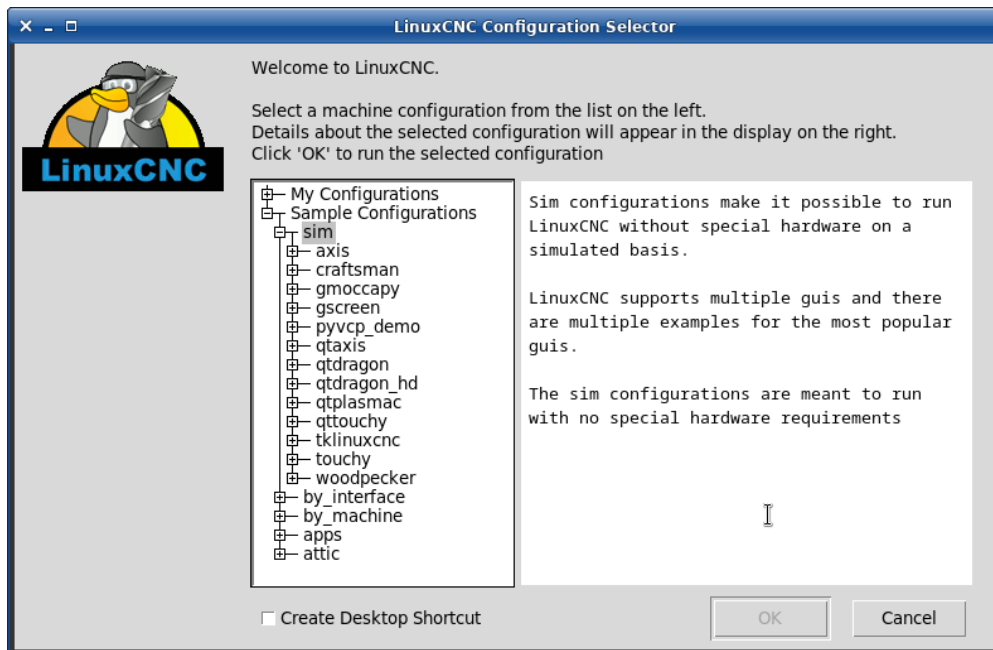 LinuxCNC Configuration Selector
LinuxCNC
Welcome to LinuxCNC.
Select a machine configuration from the list on the left.
Details about the selected configuration will appear in the display on the right.
Click 'OK' to run the selected configuration
My Configurations
Sample Configurations
sim
axis
craftsman
gmoccapy
gscreen
pyvcp_demo
qtaxis
qtdragon
qtdragon_hd
qtplasmac
qttouchy
tklinuxcnc
touchy
woodpecker
by_interface
by_machine
apps
attic
Sim configurations make it possible to run
LinuxCNC without special hardware on a
simulated basis.
LinuxCNC supports multiple guis and there
are multiple examples for the most popular
guis.
The sim configurations are meant to run
with no special hardware requirements
Create Desktop Shortcut
OK
Cancel